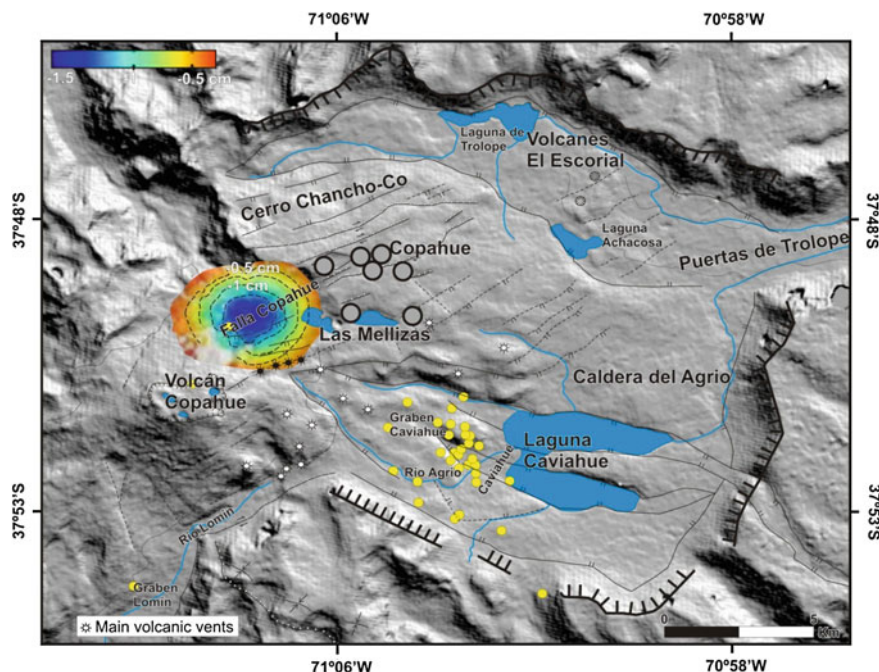 71°06'W
70°58'W
-1.5
-1
-0.5 cm
Laguna de
Trolope
Volcanes
El Escorial
Cerro Chancho-Co
37°48'S
37°48'S
Laguna
Achacosa
Copahue
Puertas de Trolope
-0.5 cm
-1 cm
Falla Copahue
Las Mellizas
Volcán
Copahue
Caldera del Agrio
Graben
Caviahue
Laguna
Caviahue
Caviahue
Rio Agrio
37°53'S
37°53'S
Rio Lomin
Graben
Lomin
Main volcanic vents
0
5
Km
71°06'W
70°58'W